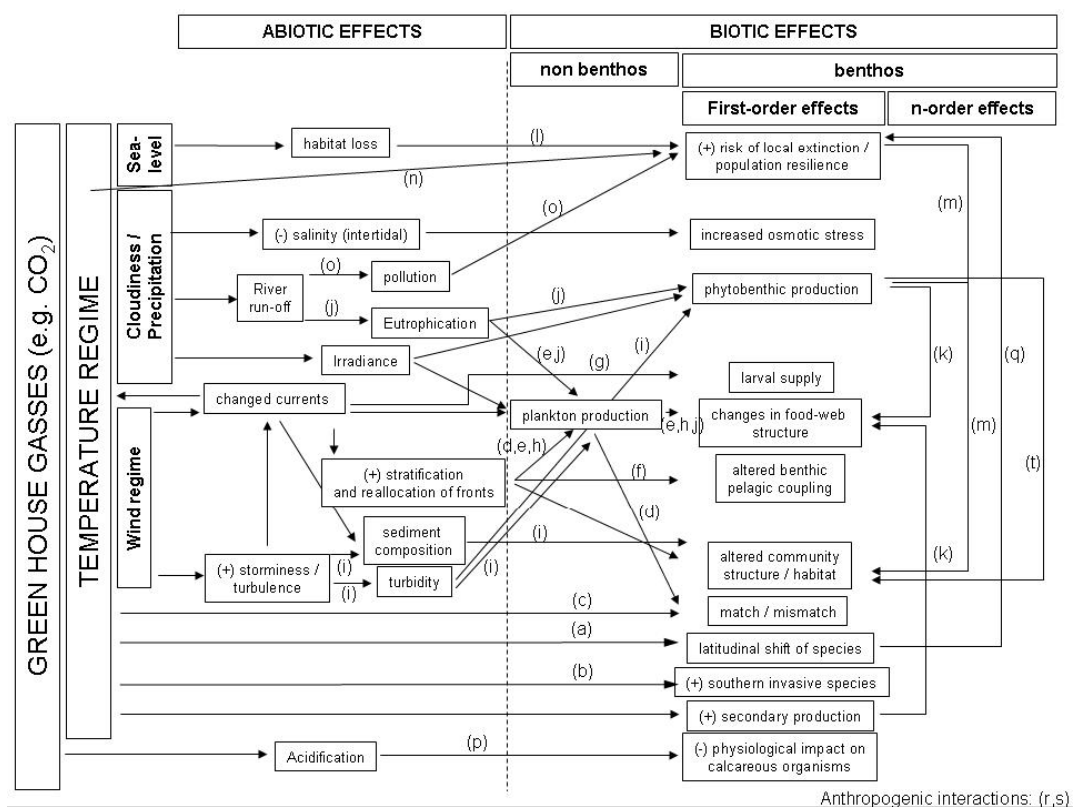 ABIOTIC EFFECTS
BIOTIC EFFECTS
non benthos
benthos
First-order effects
n-order effects
GREEN HOUSE GASSES (e.g. CO₂)
TEMPERATURE REGIME
Sea-
level
habitat loss
(l)
(+) risk of local extinction /
population resilience
(n)
(m)
Cloudiness /
Precipitation
(o)
(-) salinity (intertidal)
increased osmotic stress
River
run-off
(o)
pollution
(j)
Eutrophication
(j)
phytobenthic production
Irradiance
(e,j)
(g)
(i)
(k)
(q)
larval supply
changed currents
plankton production
(e,h,j)
changes in food-web
structure
(m)
Wind regime
(d,e,h)
(+) stratification
and reallocation of fronts
(f)
altered benthic
pelagic coupling
(t)
(d)
sediment
composition
(i)
(i)
altered community
structure / habitat
(k)
(+) storminess /
turbulence
(i)
(i)
turbidity
(c)
match / mismatch
(a)
latitudinal shift of species
(b)
(+) southern invasive species
(+) secondary production
Acidification
(p)
(-) physiological impact on
calcareous organisms
Anthropogenic interactions: (r,s)